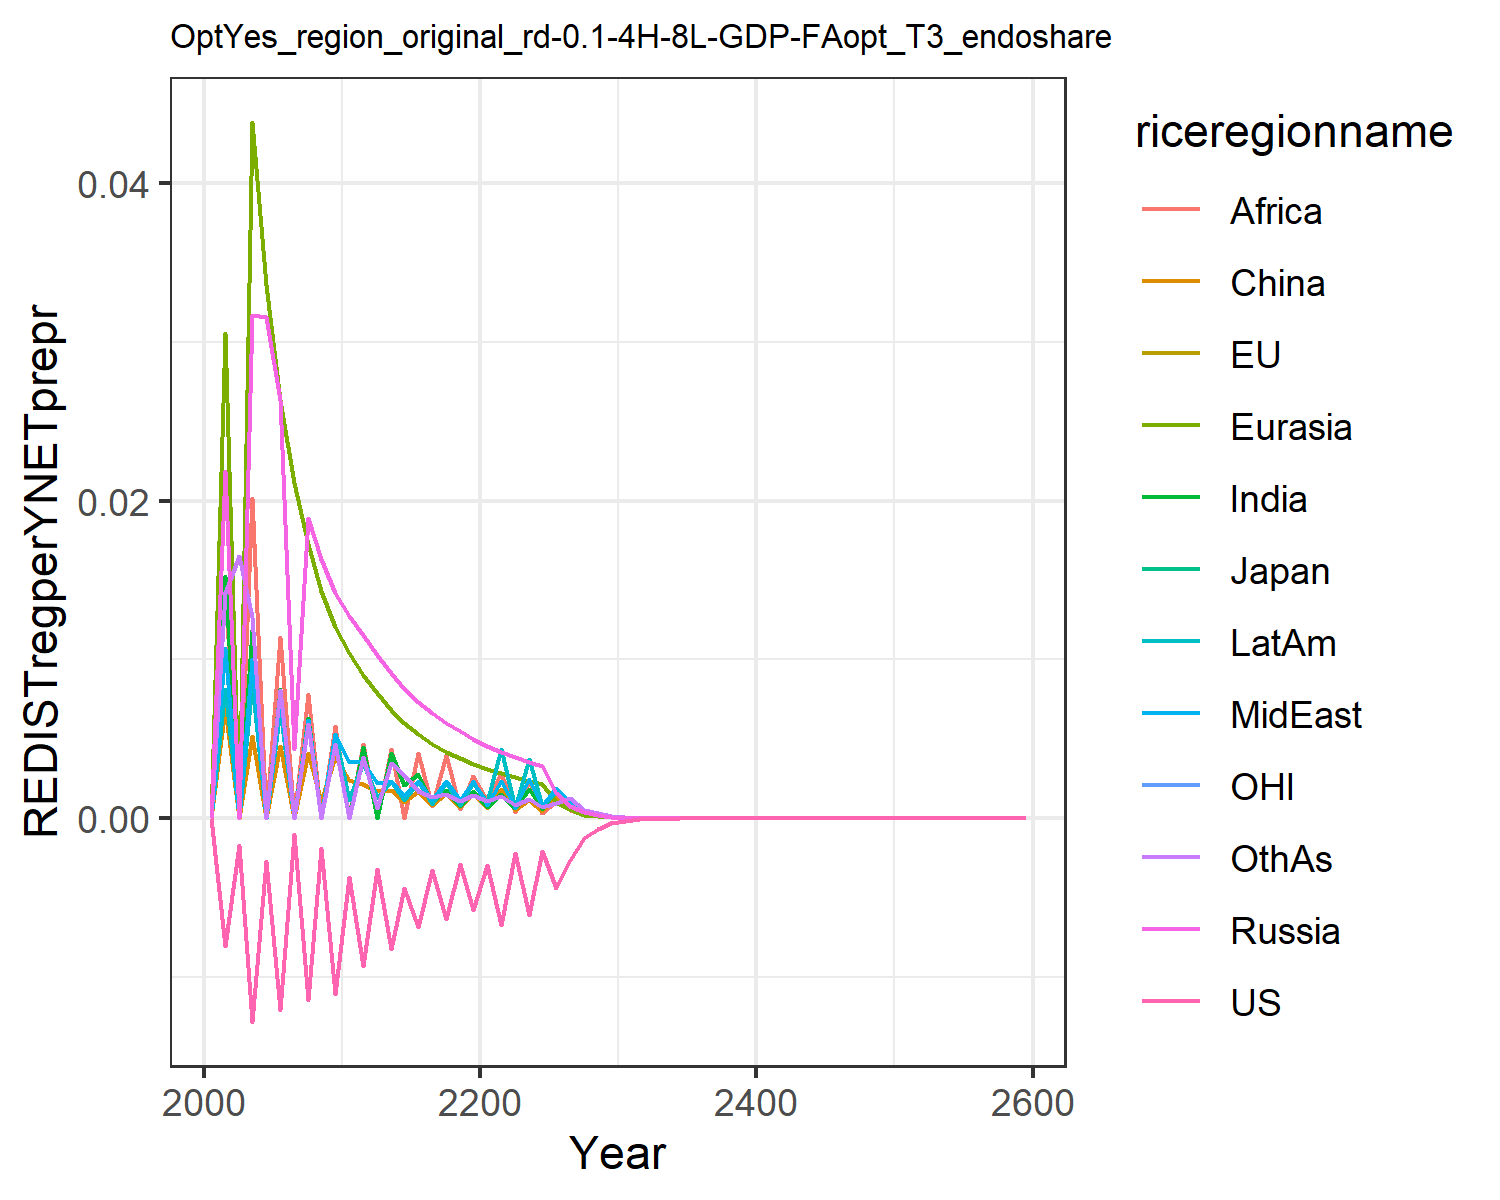 OptYes_region_original_rd-0.1-4H-8L-GDP-FAopt_T3_endoshare
REDISTregperYNETprepr
0.04
0.02
0.00
2000 2200 2400 2600
Year
riceregionname
Africa
China
EU
Eurasia
India
Japan
LatAm
MidEast
OHI
OthAs
Russia
US